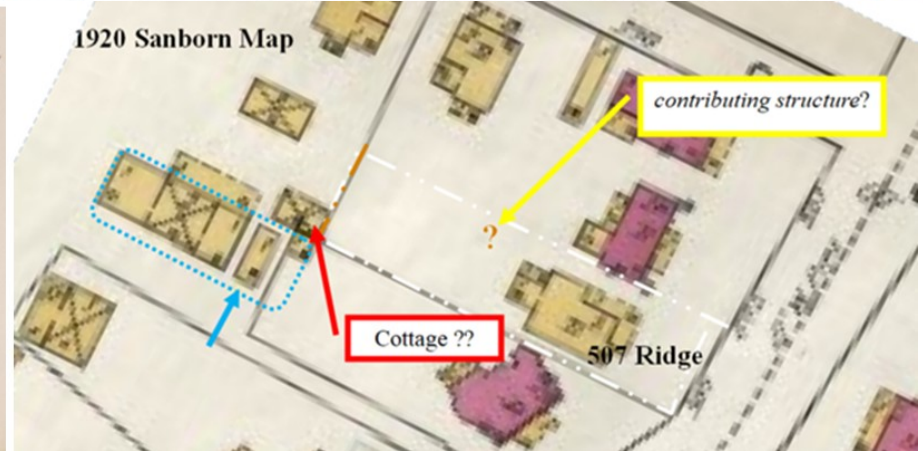 1920 Sanborn Map
contributing structure?
?
Cottage ??
507 Ridge